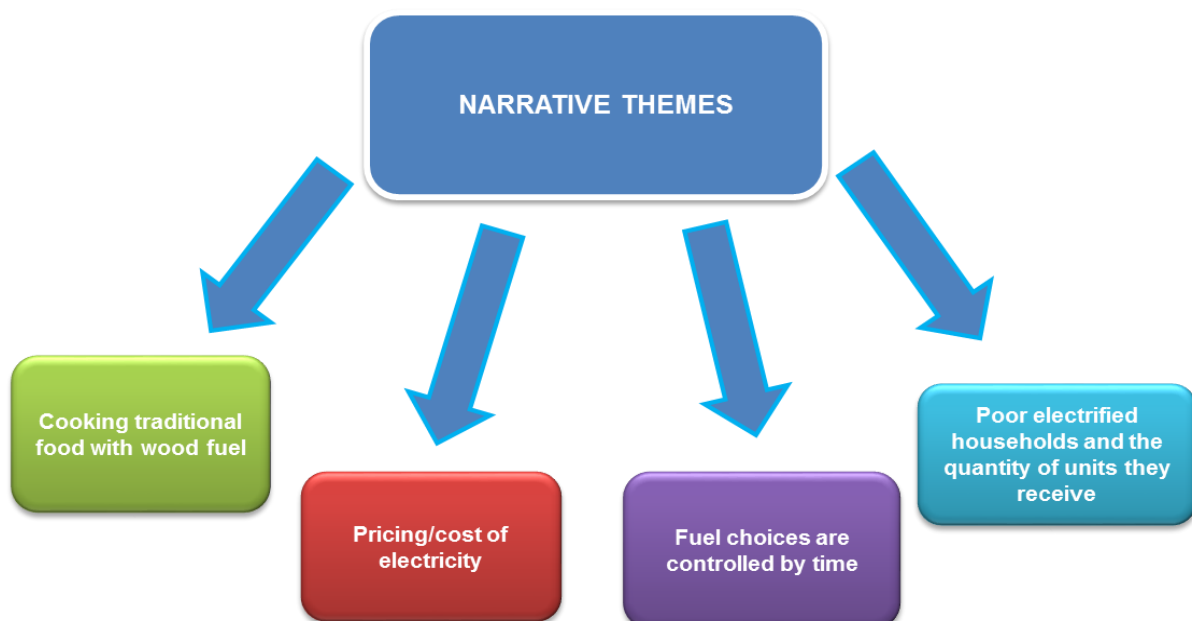 NARRATIVE THEMES
Cooking traditional
food with wood fuel
Pricing/cost of
electricity
Fuel choices are
controlled by time
Poor electrified
households and the
quantity of units they
receive